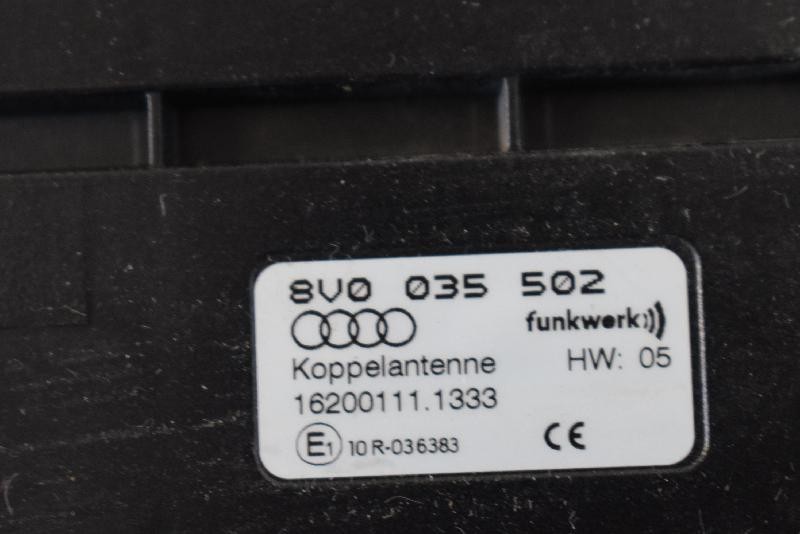 8V0 035 502
funkwerk
Koppelantenne HW: 05
16200111.1333
E1 10 R-036383 CE